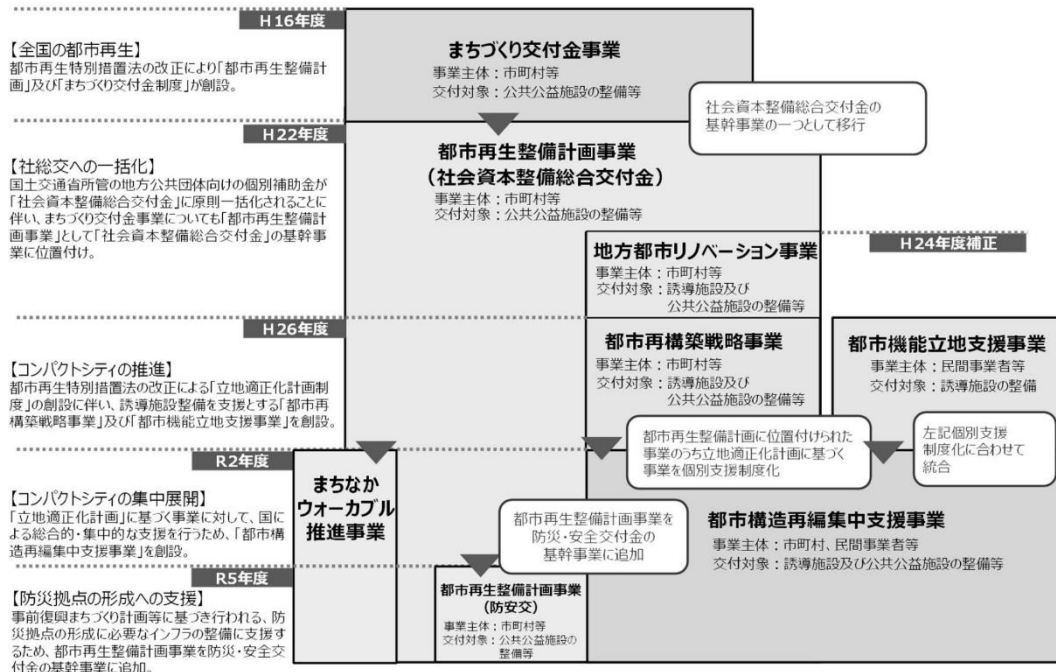 H16年度
【全国の都市再生】
都市再生特別措置法の改正により「都市再生整備計
画」及び「まちづくり交付金制度」が創設。
まちづくり交付金事業
事業主体：市町村等
交付対象：公共公益施設の整備等
社会資本整備総合交付金の
基幹事業の一つとして移行
H22年度
【社総交への一括化】
国土交通省所管の地方公共団体向けの個別補助金が
「社会資本整備総合交付金」に原則一括化されることに
伴い、まちづくり交付金事業についても「都市再生整備計
画事業」として「社会資本整備総合交付金」の基幹事
業に位置付け。
都市再生整備計画事業
（社会資本整備総合交付金）
事業主体：市町村等
交付対象：公共公益施設の整備等
H24年度補正
地方都市リノベーション事業
事業主体：市町村等
交付対象：誘導施設及び
公共公益施設の整備等
H26年度
【コンパクトシティの推進】
都市再生特別措置法の改正による「立地適正化計画制
度」の創設に伴い、誘導施設整備を支援とする「都市再
構築戦略事業」及び「都市機能立地支援事業」を創設。
都市再構築戦略事業
事業主体：市町村等
交付対象：誘導施設及び
公共公益施設の整備等
都市機能立地支援事業
事業主体：民間事業者等
交付対象：誘導施設の整備
都市再生整備計画に位置付けられた
事業のうち立地適正化計画に基づく
事業を個別支援制度化
左記個別支援
制度化に合わせて
統合
R2年度
【コンパクトシティの集中展開】
「立地適正化計画」に基づく事業に対して、国に
よる総合的・集中的な支援を行うため、「都市構
造再編集中支援事業」を創設。
まちなか
ウォーカブル
推進事業
都市再生整備計画事業を
防災・安全交付金の
基幹事業に追加
都市構造再編集中支援事業
事業主体：市町村、民間事業者等
交付対象：誘導施設及び公共公益施設の整備等
R5年度
【防災拠点の形成への支援】
事前復興まちづくり計画等に基づき行われる、防
災拠点の形成に必要なインフラの整備に支援す
るため、都市再生整備計画事業を防災・安全交
付金の基幹事業に追加。
都市再生整備計画事業
（防安交）
事業主体：市町村等
交付対象：公共公益施設の
整備等